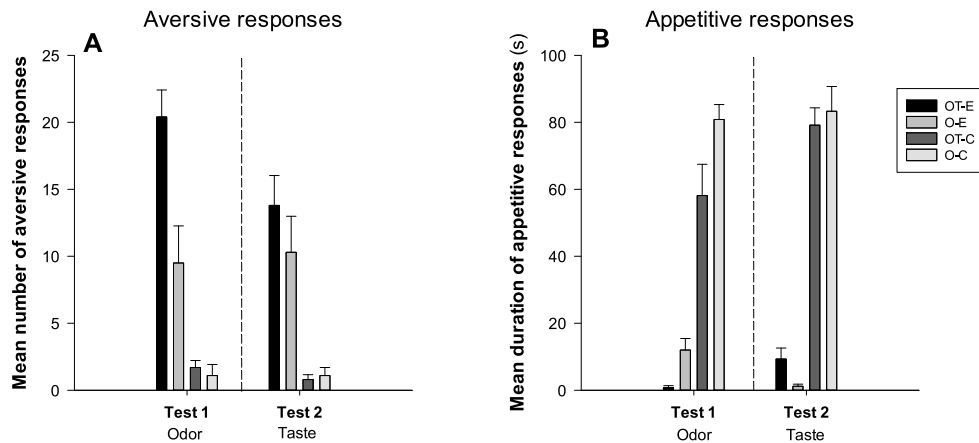 Aversive responses
A
Mean number of aversive responses
25
20
15
10
5
0
Test 1
Odor
Test 2
Taste
Appetitive responses
B
Mean duration of appetitive responses (s)
100
80
60
40
20
0
Test 1
Odor
Test 2
Taste
OT-E
O-E
OT-C
O-C